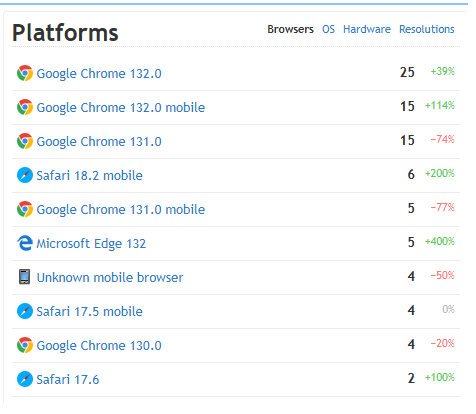 Platforms Browsers OS Hardware Resolutions
Google Chrome 132.0 25 +39%
Google Chrome 132.0 mobile 15 +114%
Google Chrome 131.0 15 −74%
Safari 18.2 mobile 6 +200%
Google Chrome 131.0 mobile 5 −77%
Microsoft Edge 132 5 +400%
Unknown mobile browser 4 −50%
Safari 17.5 mobile 4 0%
Google Chrome 130.0 4 −20%
Safari 17.6 2 +100%